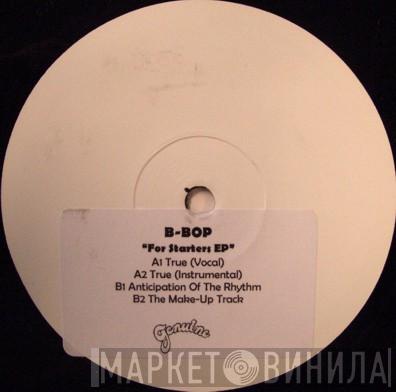 B-BOP
"For Starters EP"
A1 True (Vocal)
A2 True (Instrumental)
B1 Anticipation Of The Rhythm
B2 The Make-Up Track
Genuine
МАРКЕТ ВИНИЛА